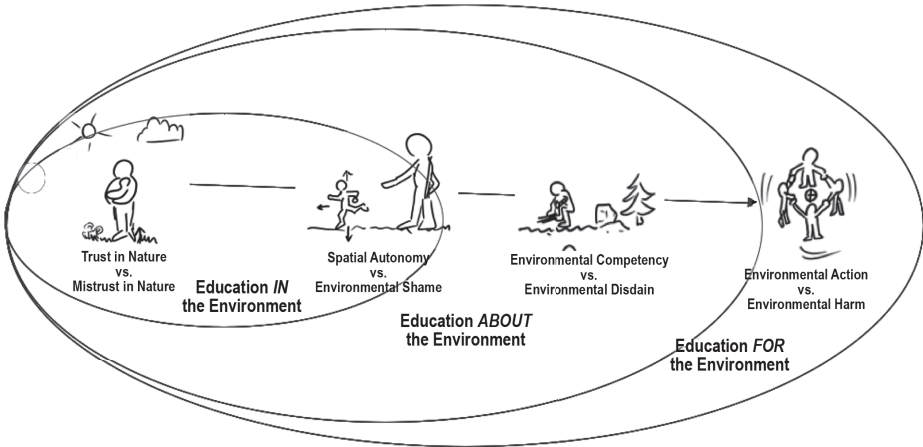 Trust in Nature
vs.
Mistrust in Nature
Education IN
the Environment
Spatial Autonomy
vs.
Environmental Shame
Education ABOUT
the Environment
Environmental Competency
vs.
Environmental Disdain
Education FOR
the Environment
Environmental Action
vs.
Environmental Harm